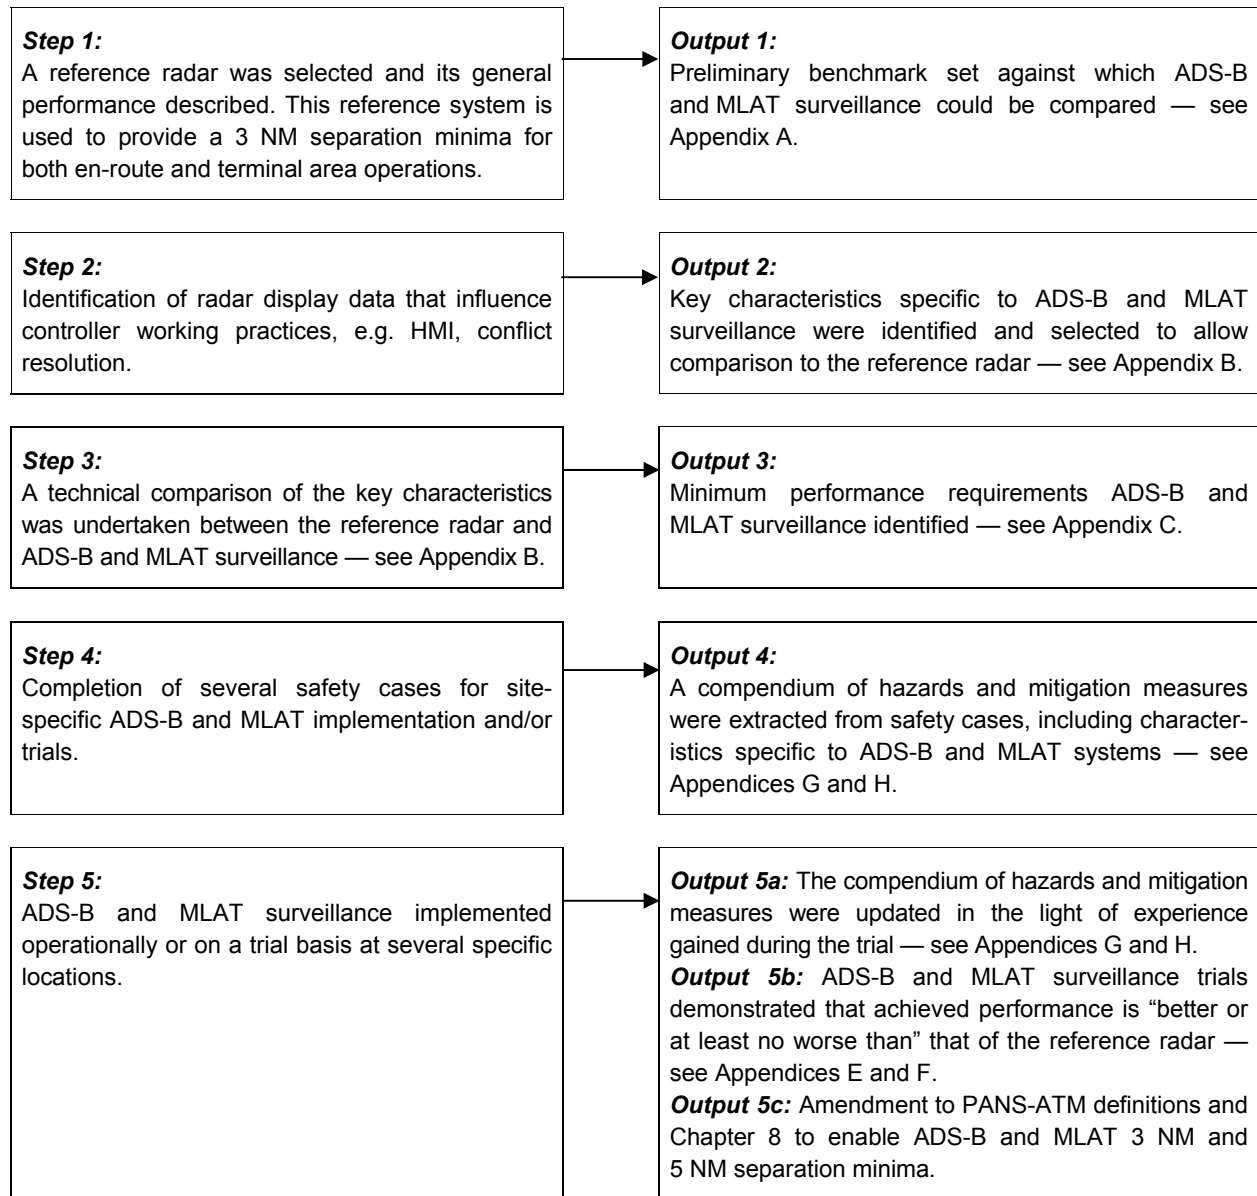 Step 1:
A reference radar was selected and its general
performance described. This reference system is
used to provide a 3 NM separation minima for
both en-route and terminal area operations.
Output 1:
Preliminary benchmark set against which ADS-B
and MLAT surveillance could be compared — see
Appendix A.
Step 2:
Identification of radar display data that influence
controller working practices, e.g. HMI, conflict
resolution.
Output 2:
Key characteristics specific to ADS-B and MLAT
surveillance were identified and selected to allow
comparison to the reference radar — see Appendix B.
Step 3:
A technical comparison of the key characteristics
was undertaken between the reference radar and
ADS-B and MLAT surveillance — see Appendix B.
Output 3:
Minimum performance requirements ADS-B and
MLAT surveillance identified — see Appendix C.
Step 4:
Completion of several safety cases for site-
specific ADS-B and MLAT implementation and/or
trials.
Output 4:
A compendium of hazards and mitigation measures
were extracted from safety cases, including character-
istics specific to ADS-B and MLAT systems — see
Appendices G and H.
Step 5:
ADS-B and MLAT surveillance implemented
operationally or on a trial basis at several specific
locations.
Output 5a: The compendium of hazards and mitigation
measures were updated in the light of experience
gained during the trial — see Appendices G and H.
Output 5b: ADS-B and MLAT surveillance trials
demonstrated that achieved performance is “better or
at least no worse than” that of the reference radar —
see Appendices E and F.
Output 5c: Amendment to PANS-ATM definitions and
Chapter 8 to enable ADS-B and MLAT 3 NM and
5 NM separation minima.